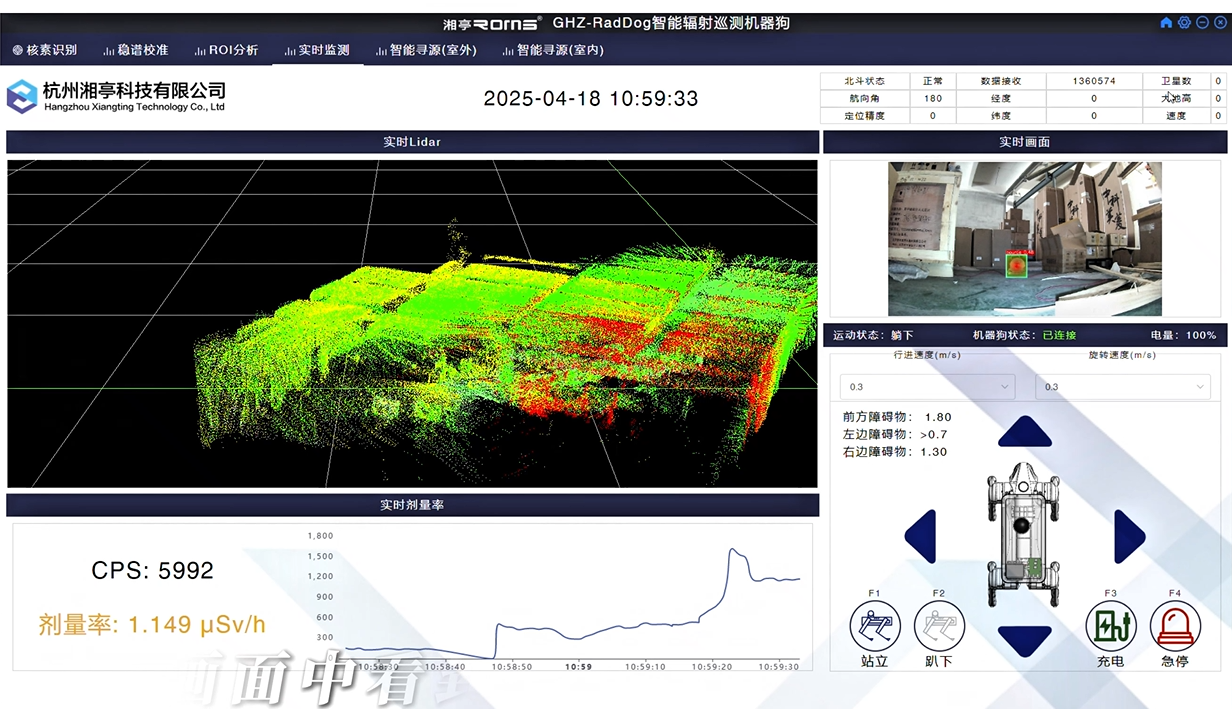 湘亭RORNS® GHZ-RadDog智能辐射巡测机器狗
核素识别 稳谱校准 ROI分析 实时监测 智能寻源(室外) 智能寻源(室内)
杭州湘亭科技有限公司
Hangzhou Xiangting Technology Co., Ltd
2025-04-18 10:59:33
北斗状态 正常 数据接收 1360574 卫星数 0
航向角 180 经度 0 大地高 0
定位精度 0 纬度 0 速度 0
实时Lidar
实时画面
运动状态: 躺下 机器狗状态: 已连接 电量: 100%
行进速度(m/s) 旋转速度(m/s)
0.3 0.3
前方障碍物: 1.80
左边障碍物: >0.7
右边障碍物: 1.30
实时剂量率
CPS: 5992
剂量率: 1.149 μSv/h
1,800
1,500
1,200
900
600
300
0
10:58:30 10:58:40 10:58:50 10:59 10:59:10 10:59:20 10:59:30
F1 F2 F3 F4
站立 趴下 充电 急停
面中看